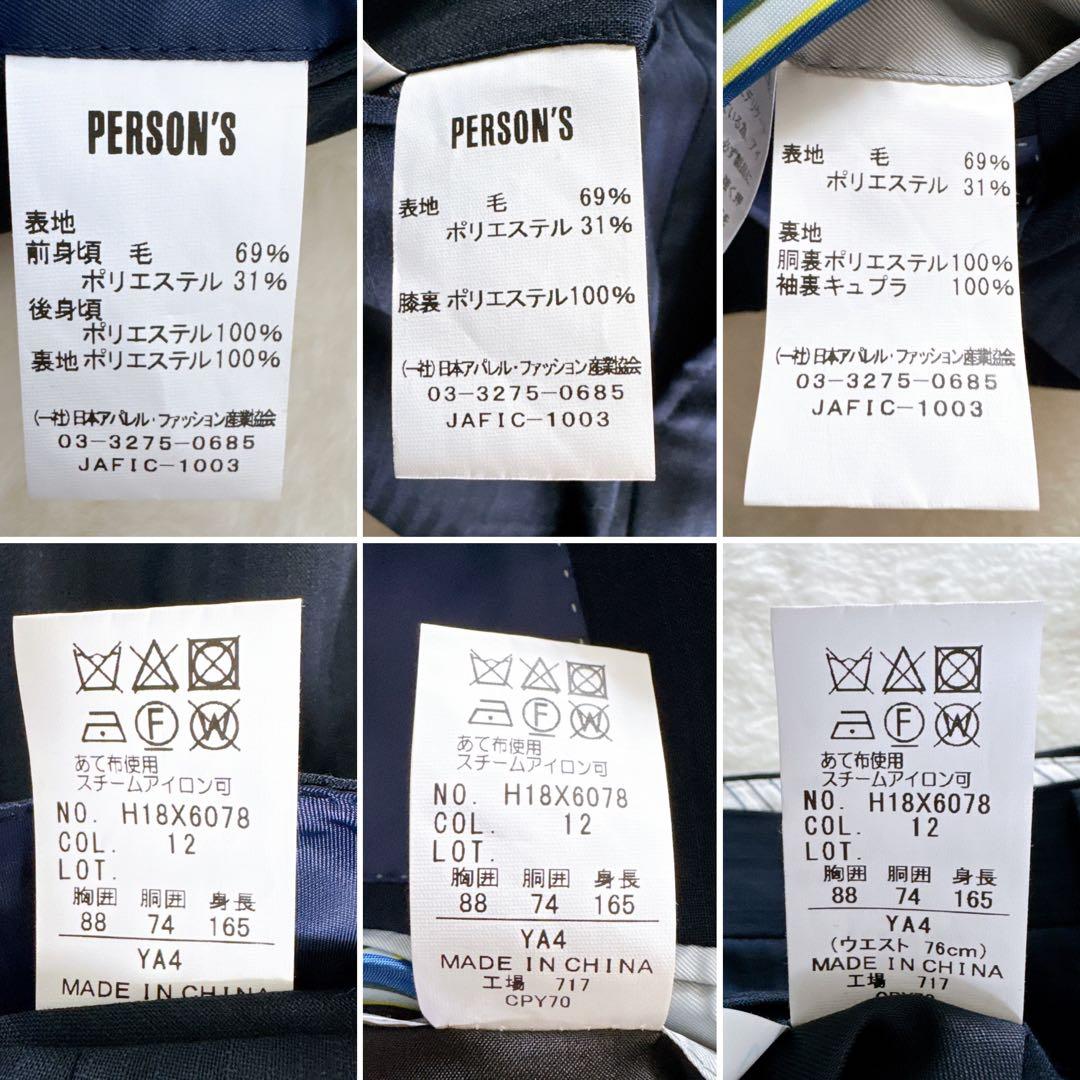 PERSON'S
表地
前身頃 毛 69%
ポリエステル 31%
後身頃
ポリエステル100%
裏地 ポリエステル100%
(一社)日本アパレル・ファッション産業協会
03-3275-0685
JAFIC-1003
PERSON'S
表地 毛 69%
ポリエステル 31%
膝裏 ポリエステル100%
(一社)日本アパレル・ファッション産業協会
03-3275-0685
JAFIC-1003
表地 毛 69%
ポリエステル 31%
裏地
胴裏ポリエステル100%
袖裏キュプラ 100%
(一社)日本アパレル・ファッション産業協会
03-3275-0685
JAFIC-1003
F W
あて布使用
スチームアイロン可
NO. H18X6078
COL. 12
LOT.
胸囲 胴囲 身長
88 74 165
YA4
MADE IN CHINA
F W
あて布使用
スチームアイロン可
NO. H18X6078
COL. 12
LOT.
胸囲 胴囲 身長
88 74 165
YA4
MADE IN CHINA
工場 717
CPY70
F W
あて布使用
スチームアイロン可
NO. H18X6078
COL. 12
LOT.
胸囲 胴囲 身長
88 74 165
YA4
(ウエスト 76cm)
MADE IN CHINA
工場 717